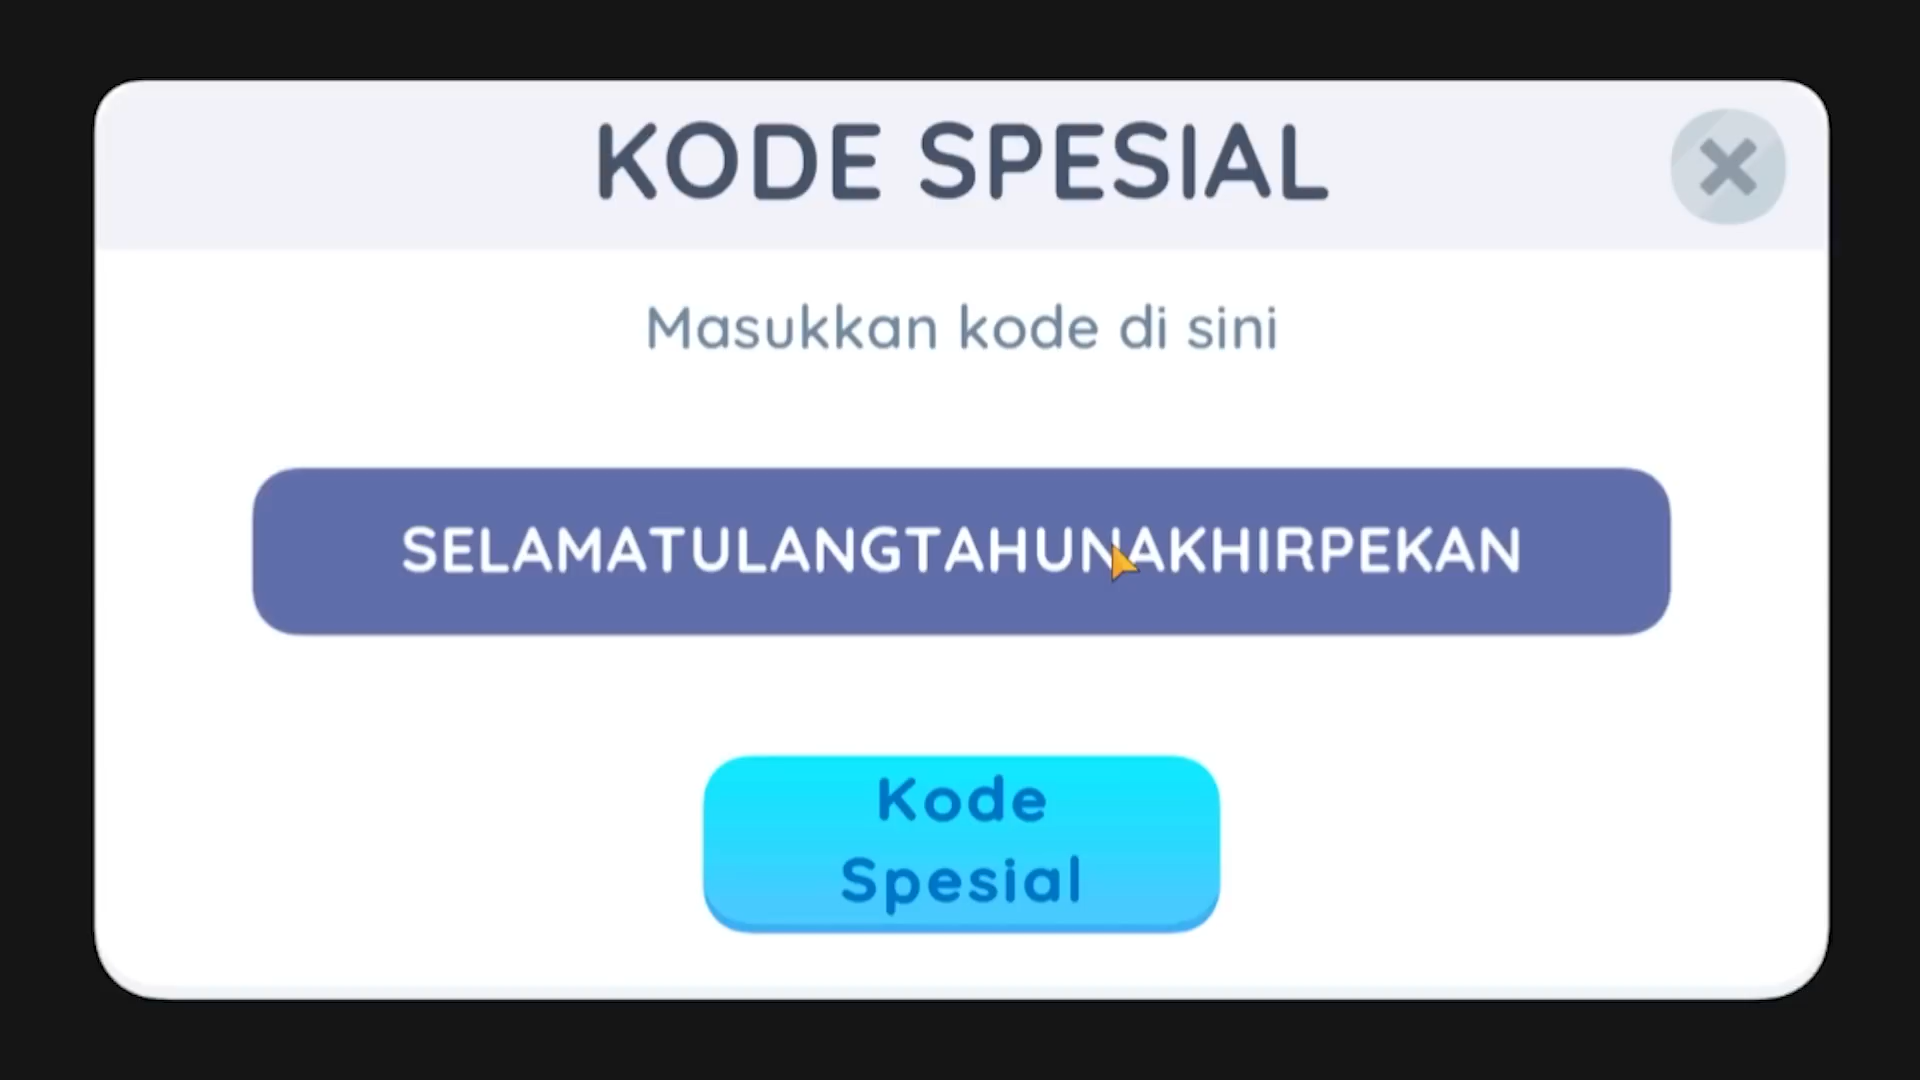 KODE SPESIAL
Masukkan kode di sini
SELAMATULANGTAHUNAKHIRPEKAN
Kode
Spesial